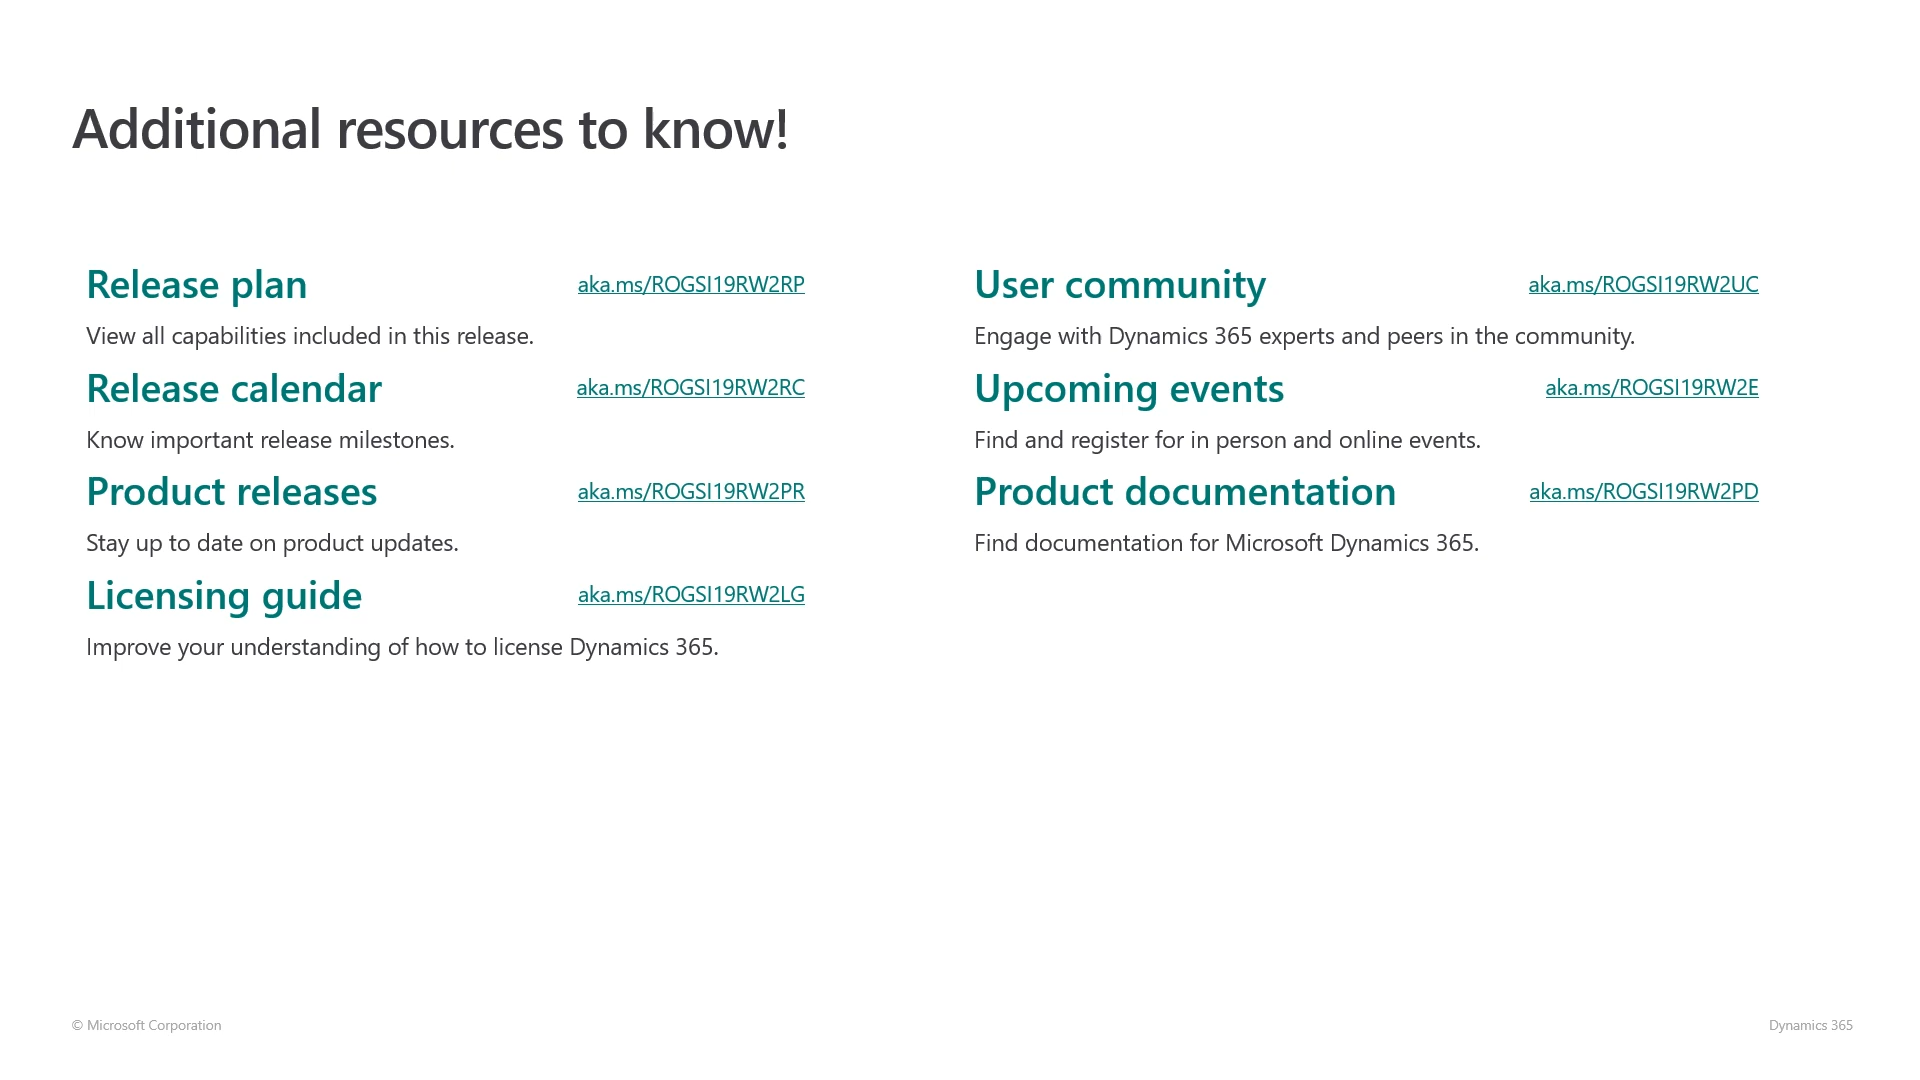 Additional resources to know!
Release plan aka.ms/ROGSI19RW2RP
View all capabilities included in this release.
Release calendar aka.ms/ROGSI19RW2RC
Know important release milestones.
Product releases aka.ms/ROGSI19RW2PR
Stay up to date on product updates.
Licensing guide aka.ms/ROGSI19RW2LG
Improve your understanding of how to license Dynamics 365.
User community aka.ms/ROGSI19RW2UC
Engage with Dynamics 365 experts and peers in the community.
Upcoming events aka.ms/ROGSI19RW2E
Find and register for in person and online events.
Product documentation aka.ms/ROGSI19RW2PD
Find documentation for Microsoft Dynamics 365.
© Microsoft Corporation
Dynamics 365